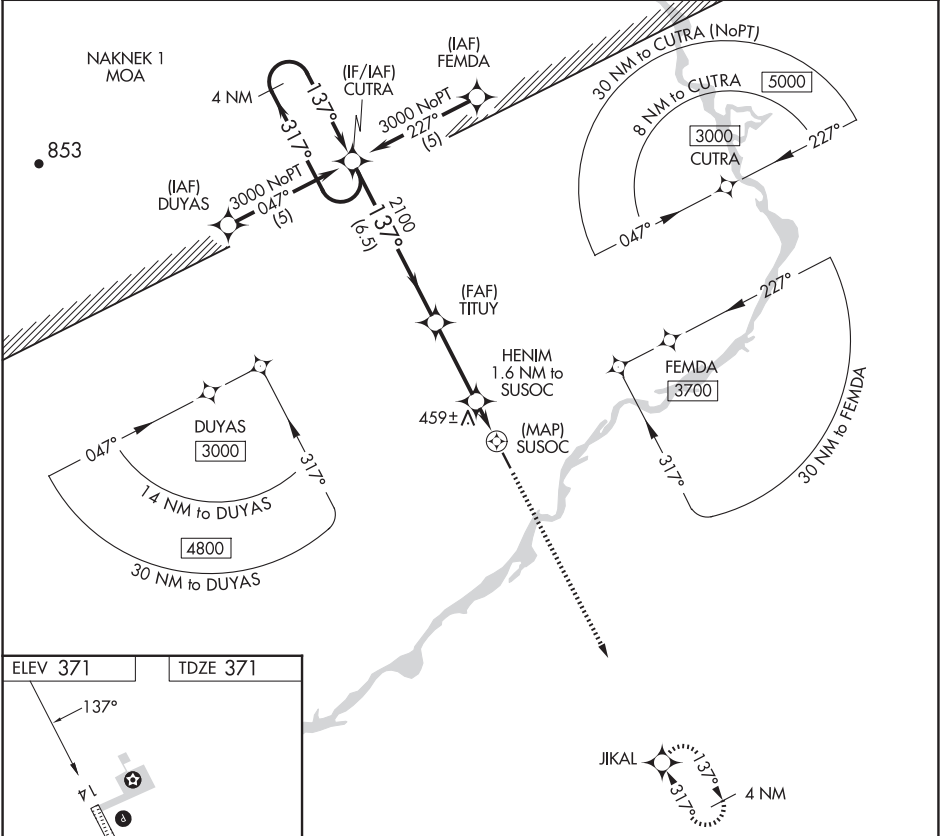 NAKNEK 1
MOA
853
(IAF)
DUYAS
3000 NoPT
047°
(5)
4 NM
137°
317°
(IF/IAF)
CUTRA
(IAF)
FEMDA
3000 NoPT
227°
(5)
2100
137°
(6.5)
(FAF)
TITUY
HENIM
1.6 NM to
SUSOC
459±
(MAP)
SUSOC
30 NM to CUTRA (NoPT)
5000
8 NM to CUTRA
3000
CUTRA
227°
047°
227°
FEMDA
3700
317°
30 NM to FEMDA
047°
DUYAS
3000
317°
14 NM to DUYAS
4800
30 NM to DUYAS
JIKAL
137°
317°
4 NM
ELEV 371
TDZE 371
137°
14
P